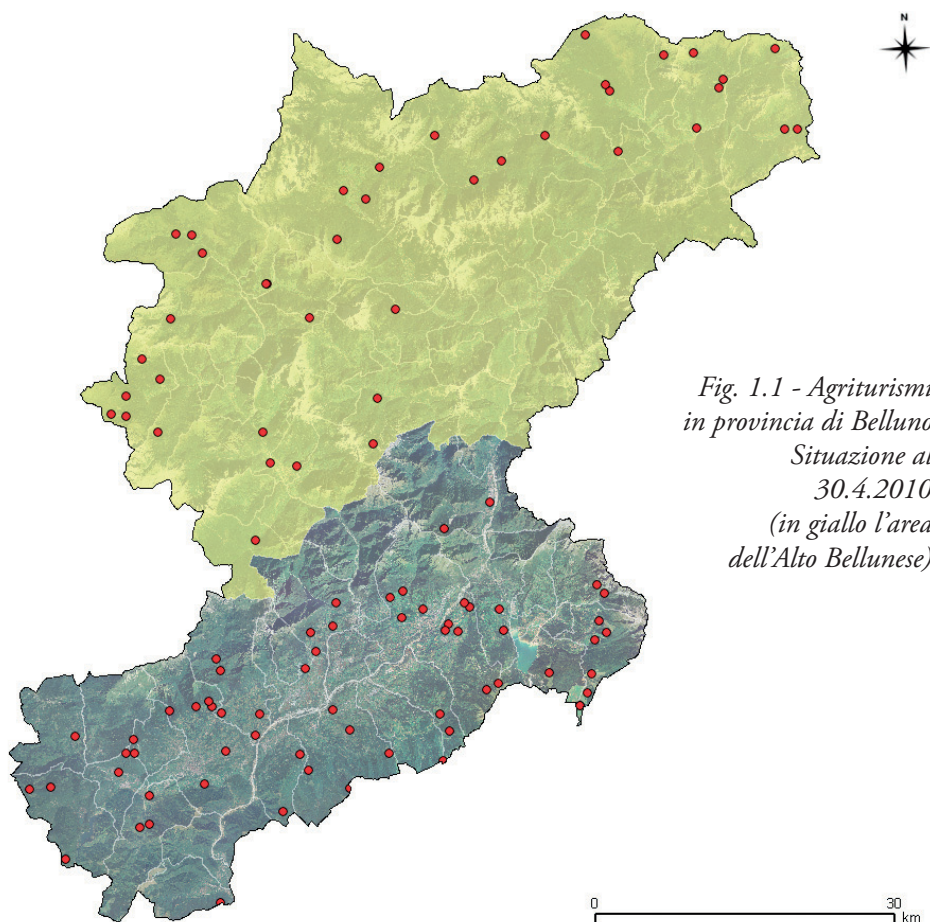 N
Fig. 1.1 - Agriturismi
in provincia di Belluno
Situazione al
30.4.2010
(in giallo l'area
dell'Alto Bellunese)
0 30
km